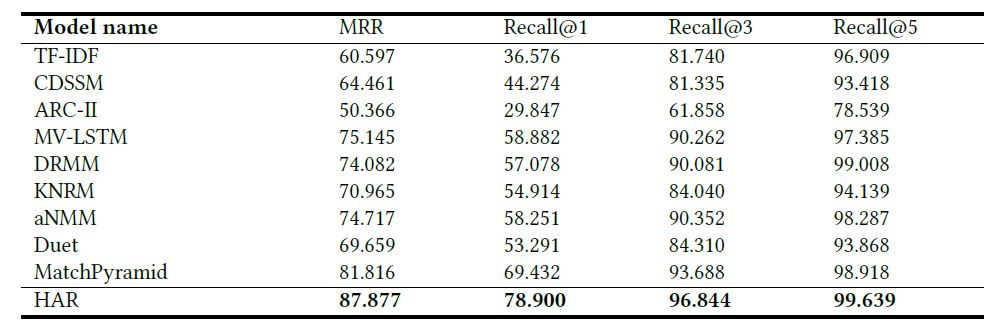 Model name MRR Recall@1 Recall@3 Recall@5
TF-IDF 60.597 36.576 81.740 96.909
CDSSM 64.461 44.274 81.335 93.418
ARC-II 50.366 29.847 61.858 78.539
MV-LSTM 75.145 58.882 90.262 97.385
DRMM 74.082 57.078 90.081 99.008
KNRM 70.965 54.914 84.040 94.139
aNMM 74.717 58.251 90.352 98.287
Duet 69.659 53.291 84.310 93.868
MatchPyramid 81.816 69.432 93.688 98.918
HAR 87.877 78.900 96.844 99.639